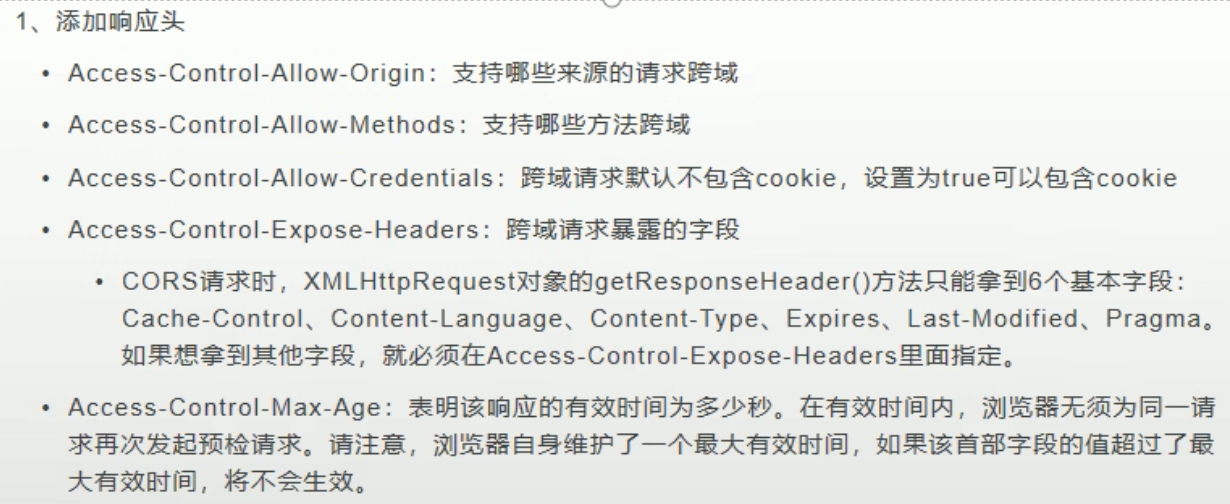 1、添加响应头
• Access-Control-Allow-Origin：支持哪些来源的请求跨域
• Access-Control-Allow-Methods：支持哪些方法跨域
• Access-Control-Allow-Credentials：跨域请求默认不包含cookie，设置为true可以包含cookie
• Access-Control-Expose-Headers：跨域请求暴露的字段
• CORS请求时，XMLHttpRequest对象的getResponseHeader()方法只能拿到6个基本字段：
Cache-Control、Content-Language、Content-Type、Expires、Last-Modified、Pragma。
如果想拿到其他字段，就必须在Access-Control-Expose-Headers里面指定。
• Access-Control-Max-Age：表明该响应的有效时间为多少秒。在有效时间内，浏览器无须为同一请
求再次发起预检请求。请注意，浏览器自身维护了一个最大有效时间，如果该首部字段的值超过了最
大有效时间，将不会生效。